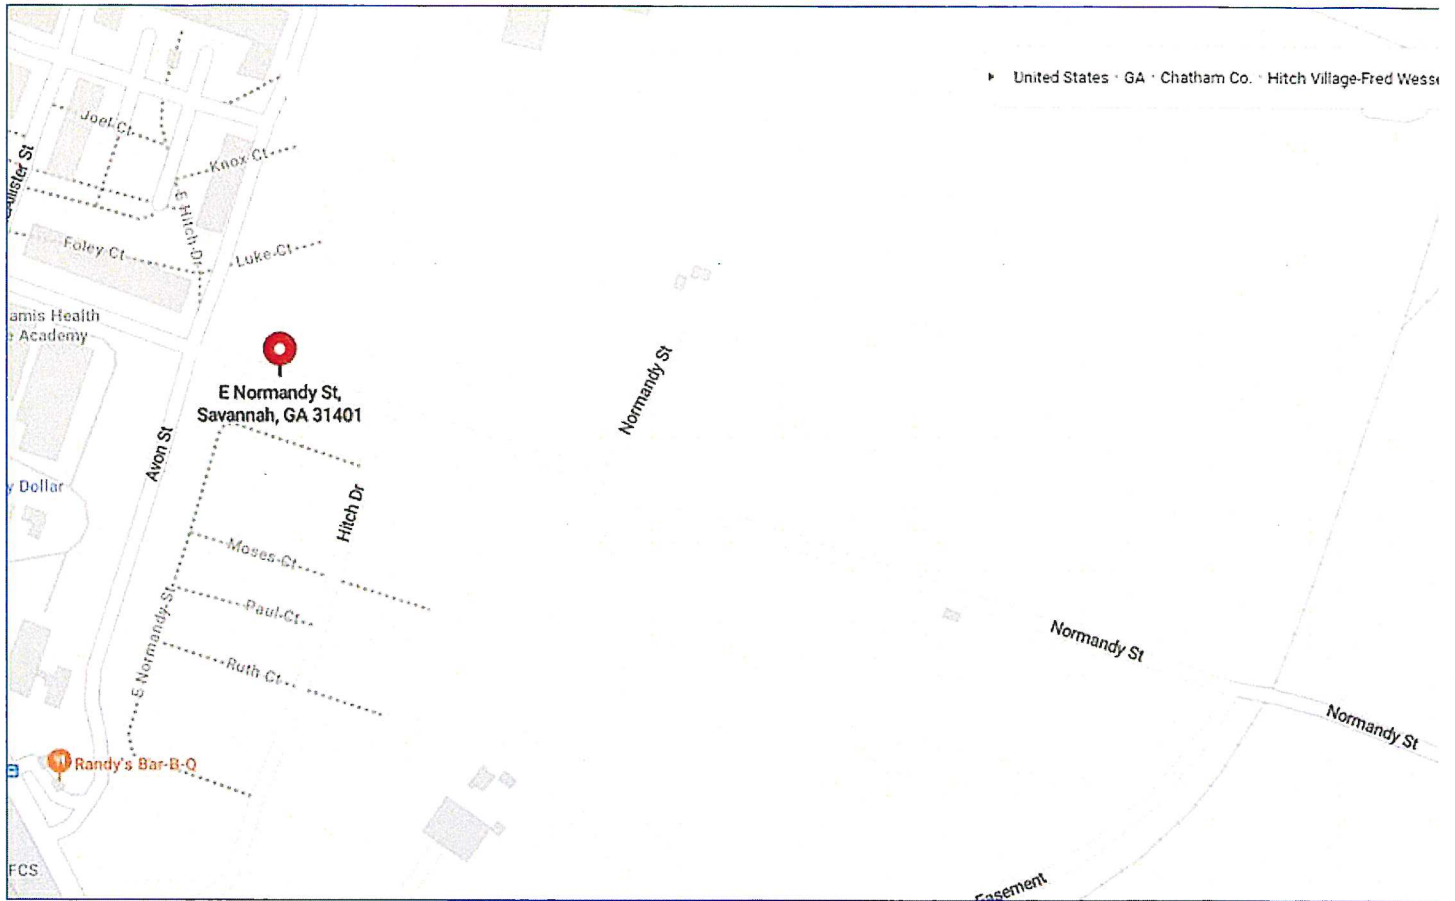 United States · GA · Chatham Co. · Hitch Village-Fred Wesse
Joel Ct
Knox Ct
E Hitch Dr
Foley Ct
Luke Ct
amis Health
e Academy
E Normandy St,
Savannah, GA 31401
Normandy St
Avon St
y Dollar
Hitch Dr
Moses Ct
Paul Ct
E Normandy St
Ruth Ct
Normandy St
Normandy St
Randy's Bar-B-Q
FCS
Easement